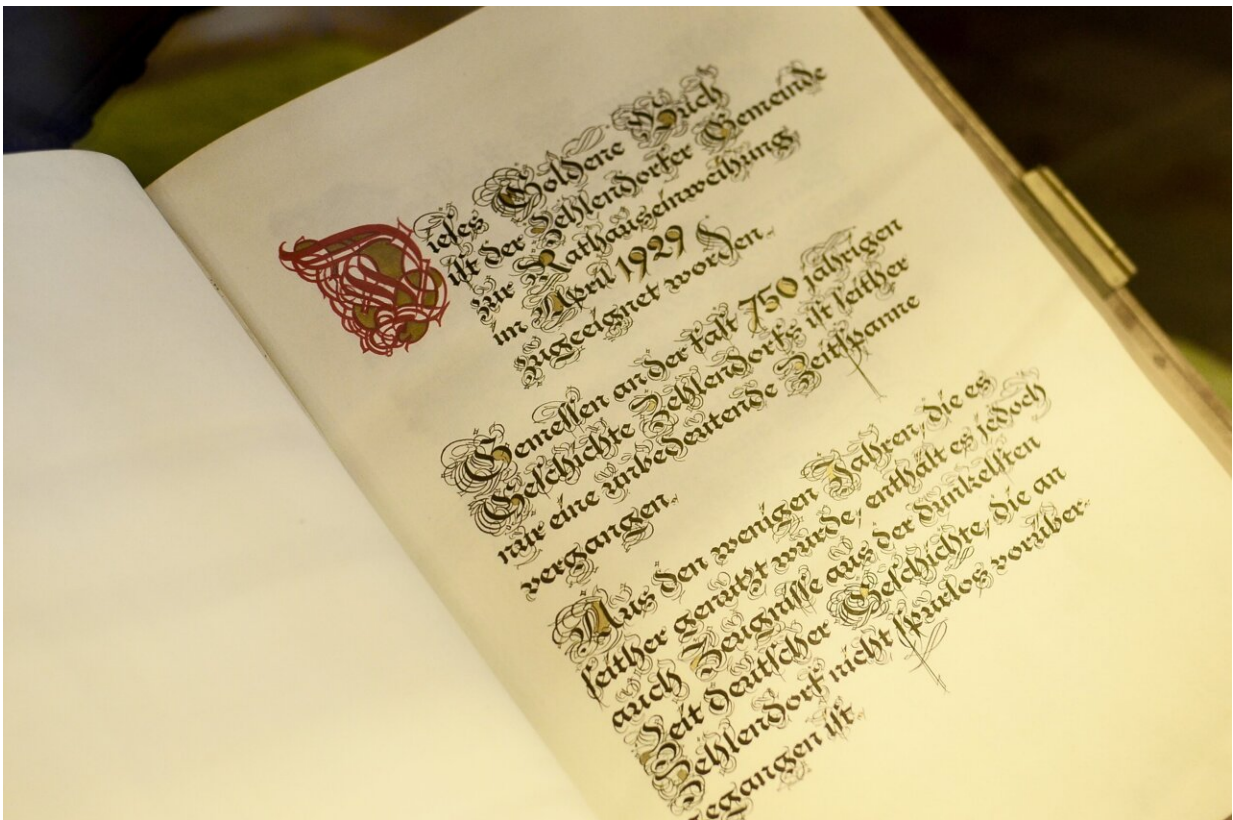 Dieses Goldene Buch
ist der Zehlendorfer Gemeinde
zur Rathauseinweihung
im April 1929
zugeeignet worden.
Gemessen an der fast 750 jährigen
Geschichte Zehlendorfs ist seither
nur eine unbedeutende Zeitspanne
vergangen.
Aus den wenigen Jahren, die es
seither genutzt wurde, enthält es jedoch
auch Zeugnisse aus der dunkelsten
Zeit deutscher Geschichte, die an
Zehlendorf nicht spurlos vorüber-
gegangen ist.